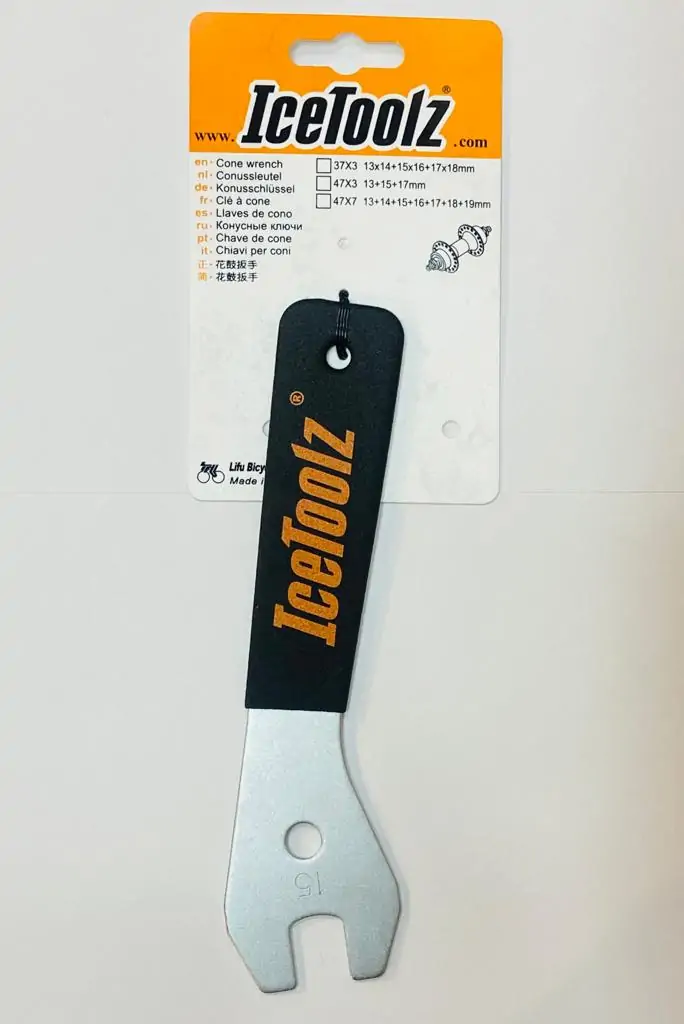 IceToolz®
www. .com
en· Cone wrench
nl· Conussleutel
de· Konusschlüssel
fr· Clé à cone
es· Llaves de cono
ru· Конусные ключи
pt· Chave de cone
it· Chiavi per coni
正· 花鼓扳手
简· 花鼓扳手
37X3 13x14+15x16+17x18mm
47X3 13+15+17mm
47X7 13+14+15+16+17+18+19mm
IceToolz®
Lifu Bicy
Made i
15